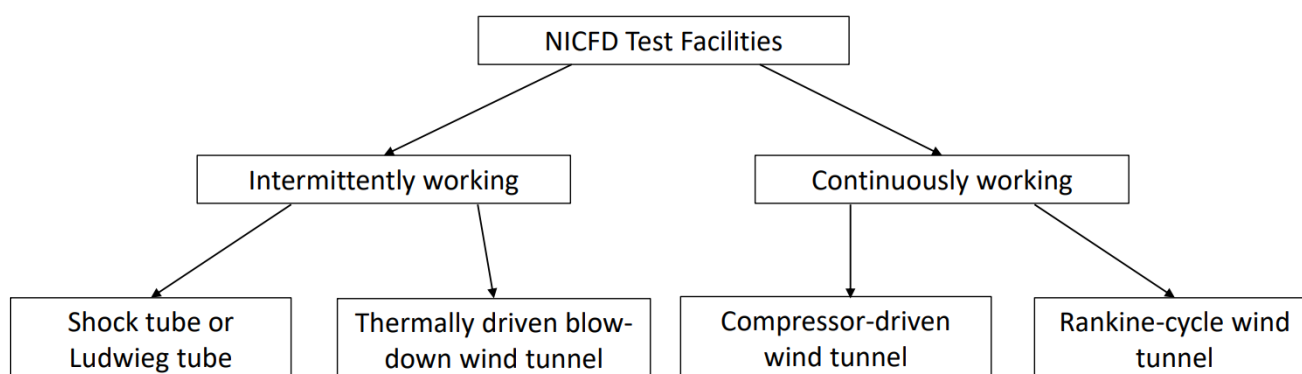 NICFD Test Facilities
Intermittently working
Continuously working
Shock tube or
Ludwieg tube
Thermally driven blow-
down wind tunnel
Compressor-driven
wind tunnel
Rankine-cycle wind
tunnel